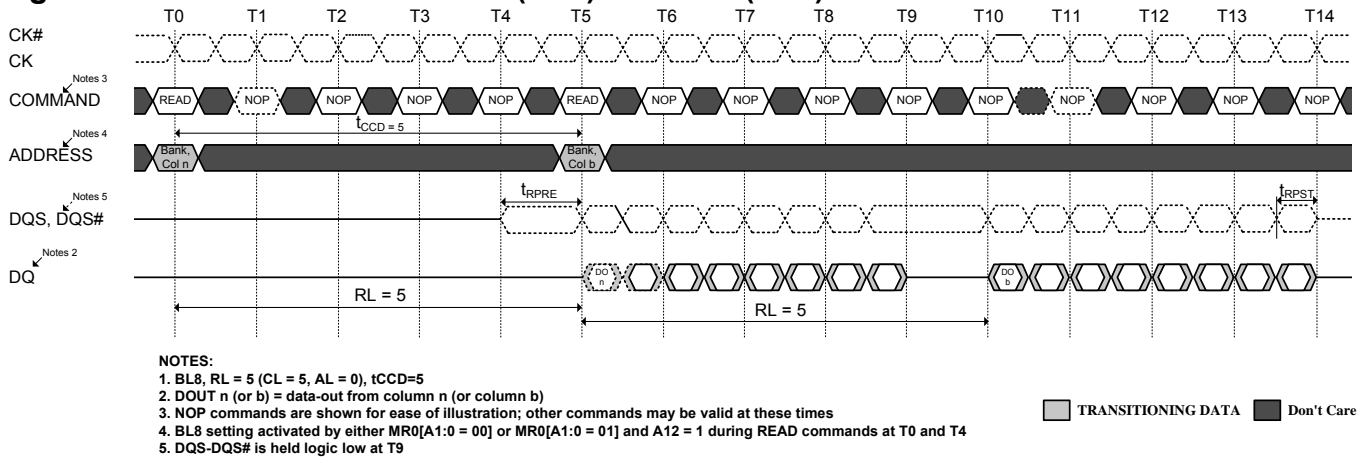 T0 T1 T2 T3 T4 T5 T6 T7 T8 T9 T10 T11 T12 T13 T14
CK#
CK
Notes 3
COMMAND READ NOP NOP NOP NOP READ NOP NOP NOP NOP NOP NOP NOP NOP NOP
tCCD = 5
Notes 4
ADDRESS
Bank, Col n
Bank, Col b
Notes 5
tRPRE
tRPST
DQS, DQS#
Notes 2
DQ
DO n
DO b
RL = 5
RL = 5
NOTES:
1. BL8, RL = 5 (CL = 5, AL = 0), tCCD=5
2. DOUT n (or b) = data-out from column n (or column b)
3. NOP commands are shown for ease of illustration; other commands may be valid at these times
4. BL8 setting activated by either MR0[A1:0 = 00] or MR0[A1:0 = 01] and A12 = 1 during READ commands at T0 and T4
5. DQS-DQS# is held logic low at T9
TRANSITIONING DATA Don't Care